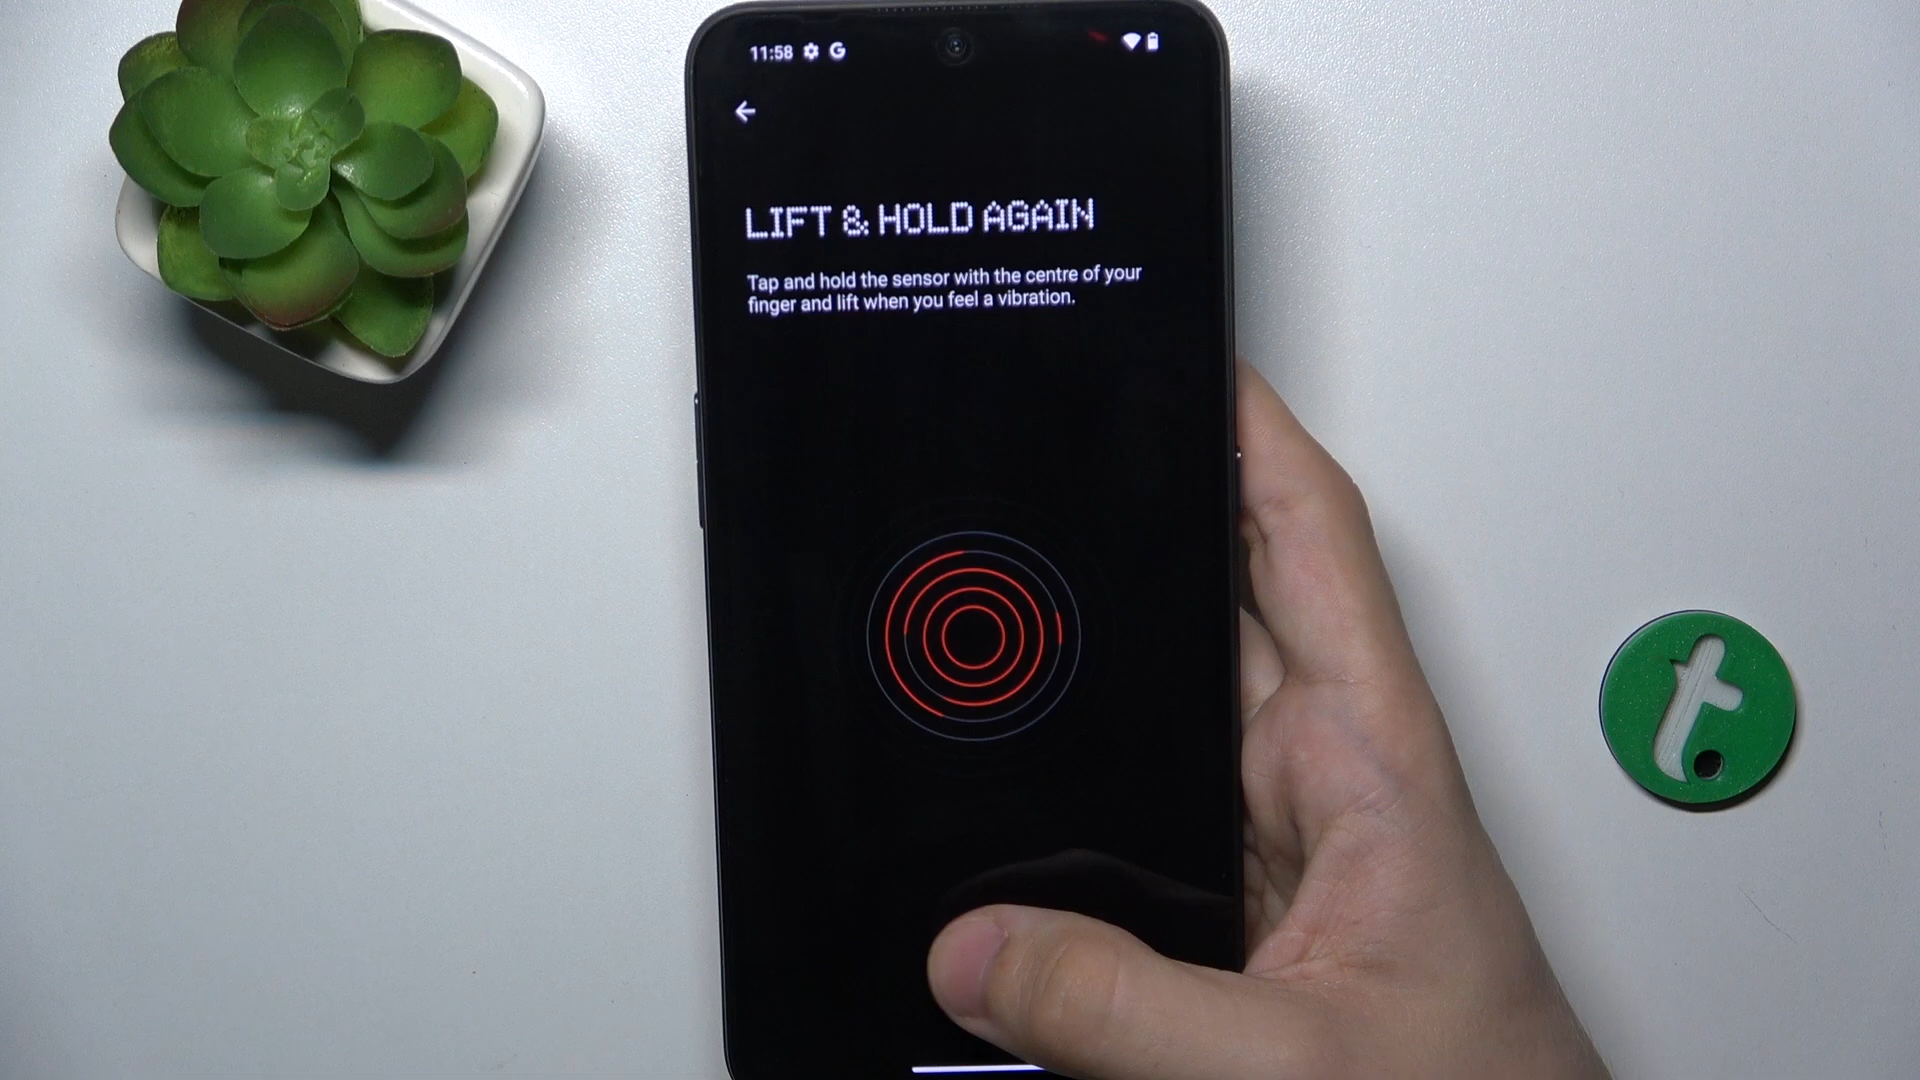 11:58 G
LIFT & HOLD AGAIN
Tap and hold the sensor with the centre of your
finger and lift when you feel a vibration.
t